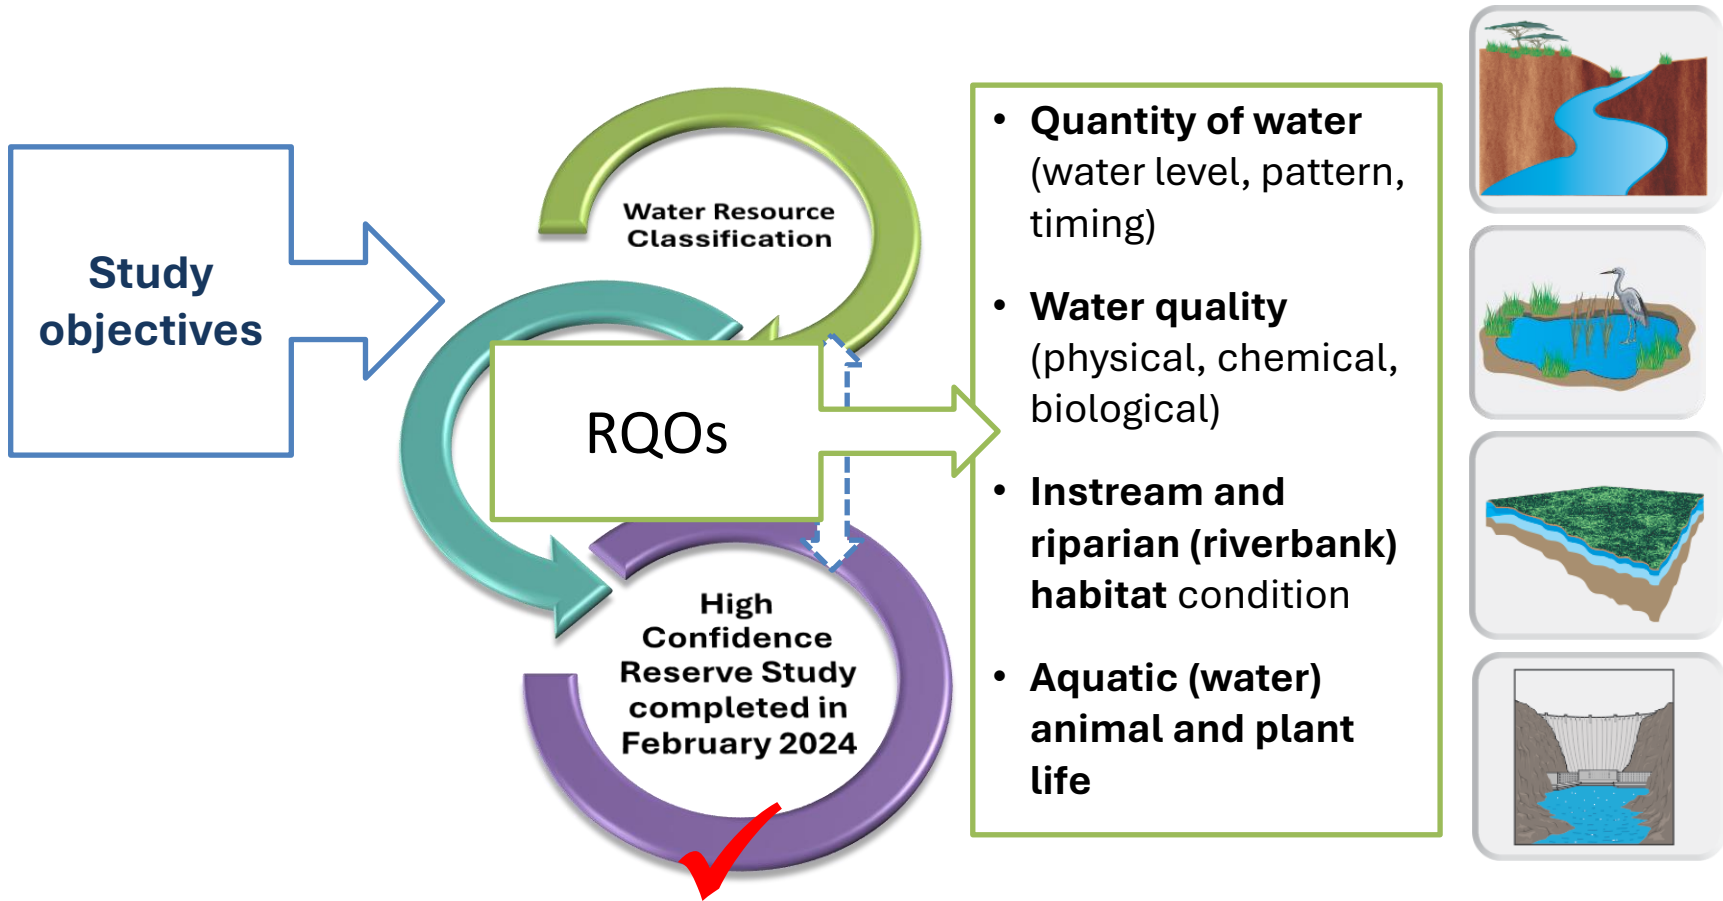 Study
objectives
Water Resource
Classification
RQOs
High
Confidence
Reserve Study
completed in
February 2024
• Quantity of water
(water level, pattern,
timing)
• Water quality
(physical, chemical,
biological)
• Instream and
riparian (riverbank)
habitat condition
• Aquatic (water)
animal and plant
life